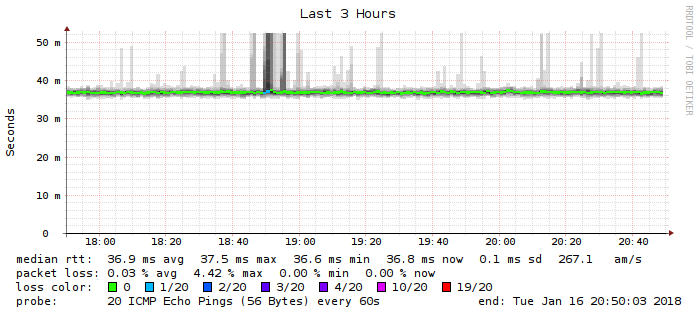 Last 3 Hours
RRDTOOL / TOBI OETIKER
Seconds
50 m
40 m
30 m
20 m
10 m
0
18:00 18:20 18:40 19:00 19:20 19:40 20:00 20:20 20:40
median rtt: 36.9 ms avg 37.5 ms max 36.6 ms min 36.8 ms now 0.1 ms sd 267.1 am/s
packet loss: 0.03 % avg 4.42 % max 0.00 % min 0.00 % now
loss color: 0 1/20 2/20 3/20 4/20 10/20 19/20
probe: 20 ICMP Echo Pings (56 Bytes) every 60s end: Tue Jan 16 20:50:03 2018